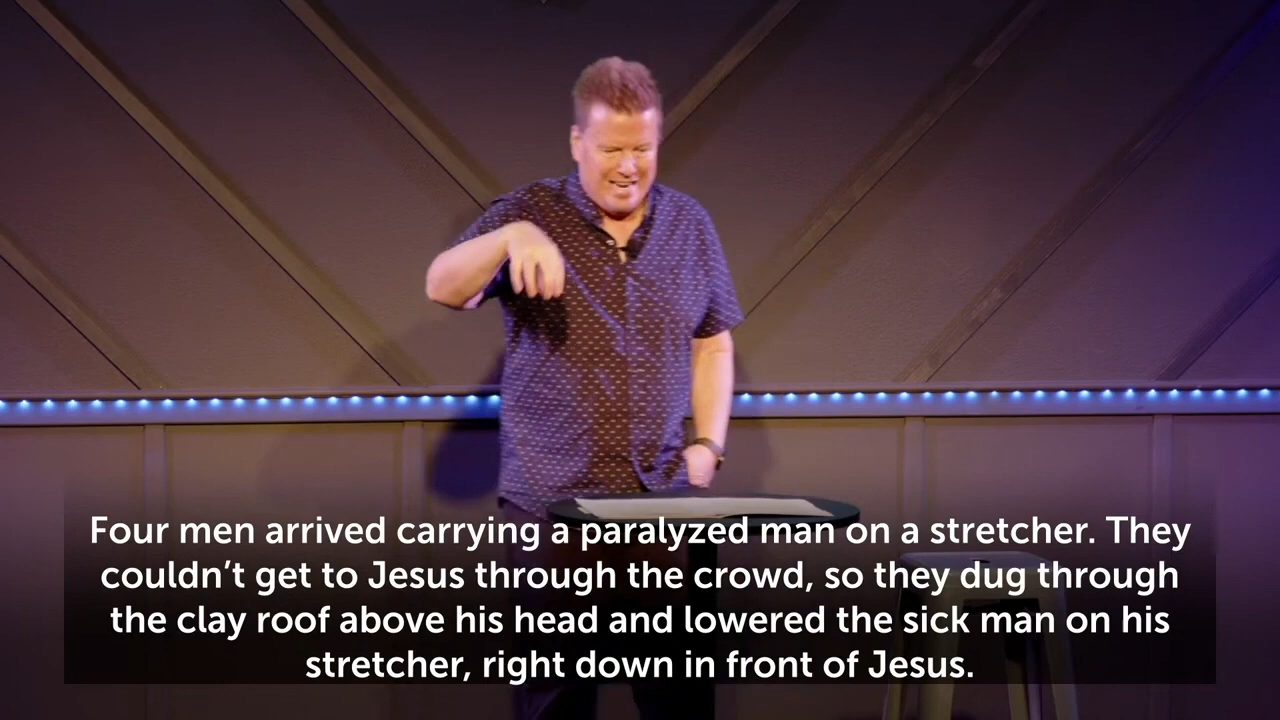 Four men arrived carrying a paralyzed man on a stretcher. They
couldn’t get to Jesus through the crowd, so they dug through
the clay roof above his head and lowered the sick man on his
stretcher, right down in front of Jesus.